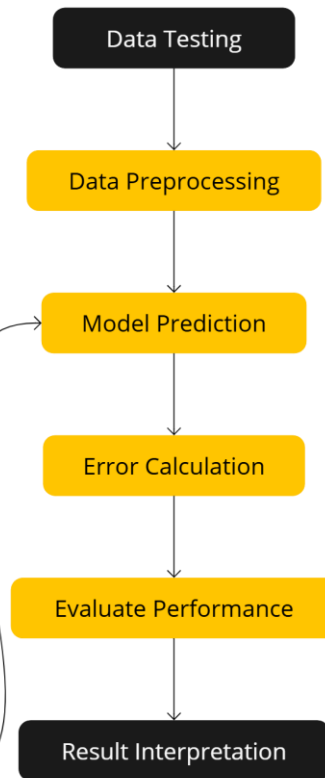 Data Testing
Data Preprocessing
Model Prediction
Error Calculation
Evaluate Performance
Result Interpretation